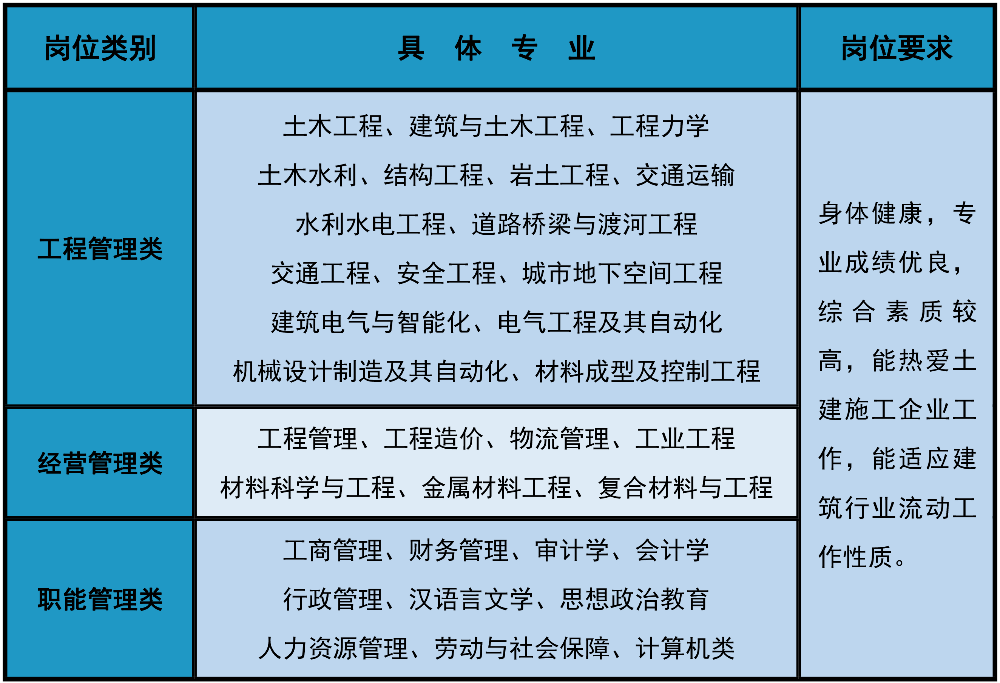 岗位类别
具 体 专 业
岗位要求
工程管理类
土木工程、建筑与土木工程、工程力学
土木水利、结构工程、岩土工程、交通运输
水利水电工程、道路桥梁与渡河工程
交通工程、安全工程、城市地下空间工程
建筑电气与智能化、电气工程及其自动化
机械设计制造及其自动化、材料成型及控制工程
经营管理类
工程管理、工程造价、物流管理、工业工程
材料科学与工程、金属材料工程、复合材料与工程
职能管理类
工商管理、财务管理、审计学、会计学
行政管理、汉语言文学、思想政治教育
人力资源管理、劳动与社会保障、计算机类
身体健康，专
业成绩优良，
综合素质较
高，能热爱土
建施工企业工
作，能适应建
筑行业流动工
作性质。